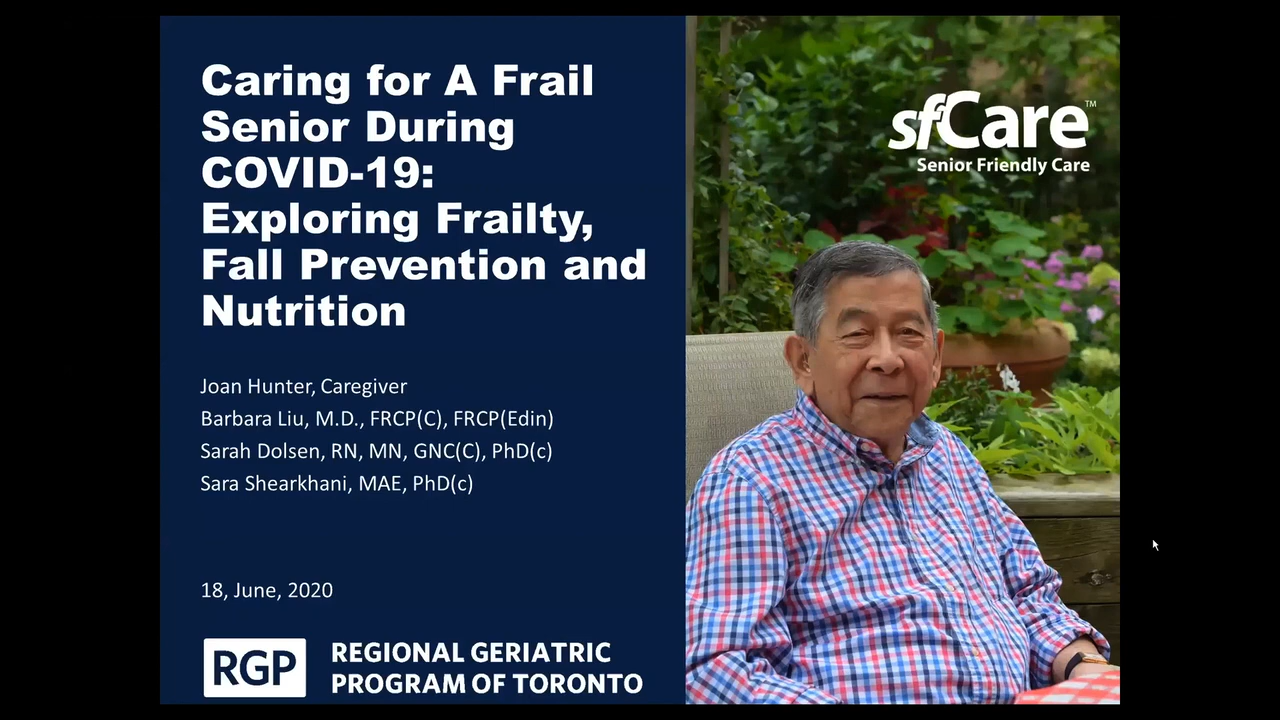 Caring for A Frail
Senior During
COVID-19:
Exploring Frailty,
Fall Prevention and
Nutrition
Joan Hunter, Caregiver
Barbara Liu, M.D., FRCP(C), FRCP(Edin)
Sarah Dolsen, RN, MN, GNC(C), PhD(c)
Sara Shearkhani, MAE, PhD(c)
18, June, 2020
RGP
REGIONAL GERIATRIC
PROGRAM OF TORONTO
sfCare™
Senior Friendly Care